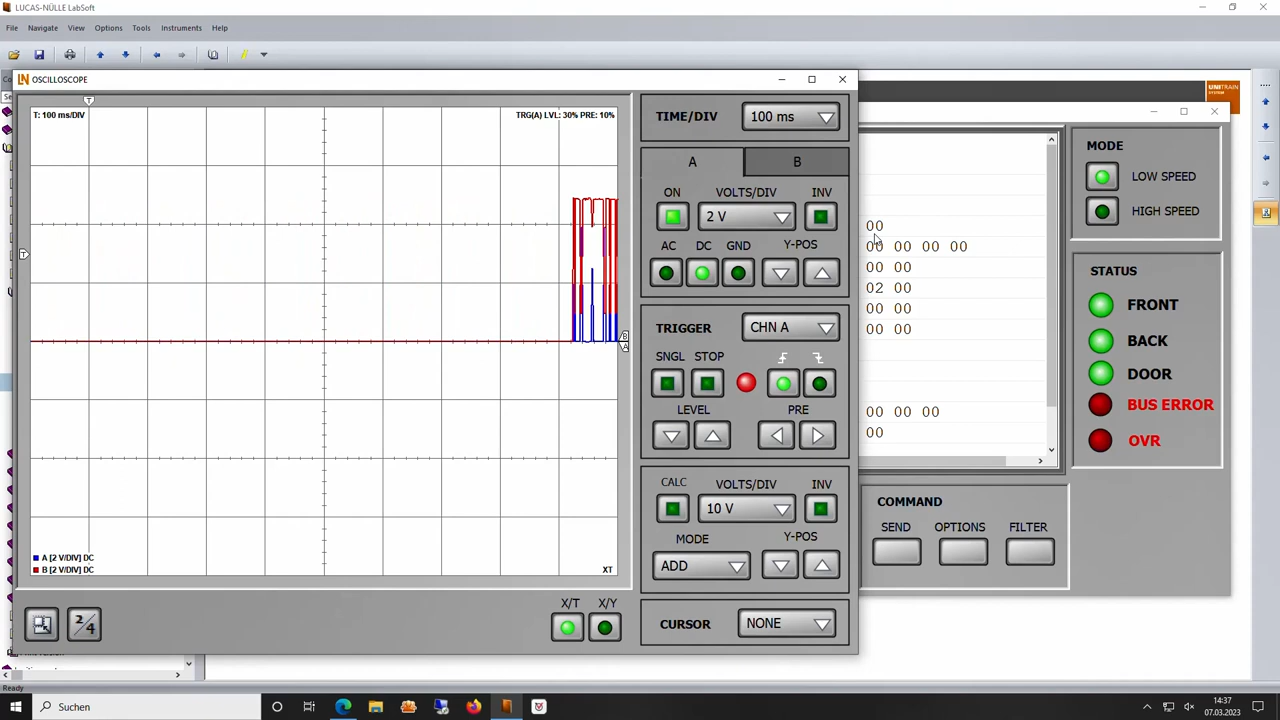 LUCAS-NÜLLE LabSoft
File Navigate View Options Tools Instruments Help
LN OSCILLOSCOPE
UNITRAIN
SYSTEM
T: 100 ms/DIV
TRG(A) LVL: 30% PRE: 10%
T
T
B
A
A [2 V/DIV] DC
B [2 V/DIV] DC
XT
2/4
X/T X/Y
TIME/DIV 100 ms
A B
ON VOLTS/DIV INV
2 V
AC DC GND Y-POS
TRIGGER CHN A
SNGL STOP
LEVEL PRE
CALC VOLTS/DIV INV
10 V
MODE Y-POS
ADD
CURSOR NONE
00
00 00 00 00
00 00
02 00
00 00
00 00
00 00 00
00
MODE
LOW SPEED
HIGH SPEED
STATUS
FRONT
BACK
DOOR
BUS ERROR
OVR
COMMAND
SEND OPTIONS FILTER
Ready
Suchen
14:37
07.03.2023